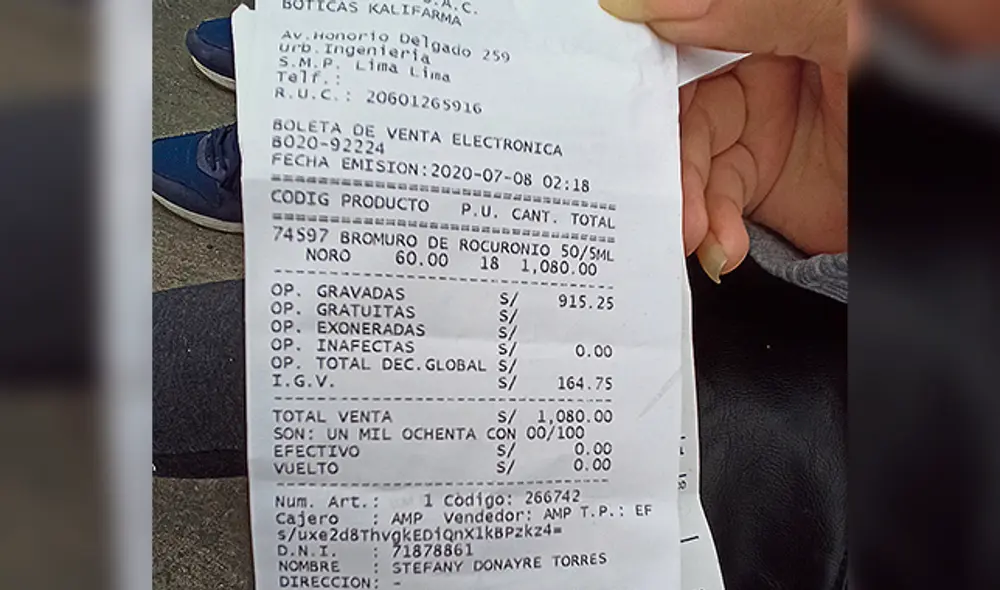 .A.C.
BOTICAS KALIFARMA
Av.Honorio Delgado 259
Urb.Ingenieria
S.M.P. Lima Lima
Telf.:
R.U.C.: 20601265916
BOLETA DE VENTA ELECTRONICA
B020-92224
FECHA EMISION:2020-07-08 02:18
CODIG PRODUCTO P.U. CANT. TOTAL
74597 BROMURO DE ROCURONIO 50/5ML
NORO 60.00 18 1,080.00
OP. GRAVADAS S/ 915.25
OP. GRATUITAS S/
OP. EXONERADAS S/
OP. INAFECTAS S/ 0.00
OP. TOTAL DEC.GLOBAL S/
I.G.V. S/ 164.75
TOTAL VENTA S/ 1,080.00
SON: UN MIL OCHENTA CON 00/100
EFECTIVO S/ 0.00
VUELTO S/ 0.00
Num. Art.: 1 Código: 266742
Cajero : AMP Vendedor: AMP T.P.: EF
s/uxe2d8ThvgkEDiQnX1kBPzkz4=
D.N.I. : 71878861
NOMBRE : STEFANY DONAYRE TORRES
DIRECCION: -